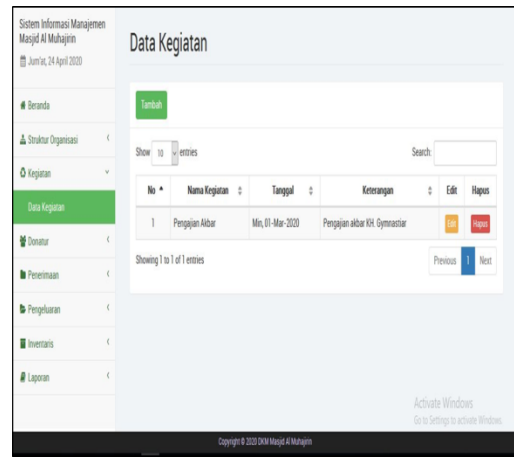 Sistem Informasi Manajemen
Masjid Al Muhajirin
Jum'at, 24 April 2020
Beranda
Struktur Organisasi
Kegiatan
Data Kegiatan
Donatur
Penerimaan
Pengeluaran
Inventaris
Laporan
Data Kegiatan
Tambah
Show 10 entries
Search:
No Nama Kegiatan Tanggal Keterangan Edit Hapus
1 Pengajian Akbar Min, 01-Mar-2020 Pengajian akbar KH. Gymnastiar Edit Hapus
Showing 1 to 1 of 1 entries
Previous 1 Next
Activate Windows
Go to Settings to activate Windows.
Copyright © 2020 DKM Masjid Al Muhajirin